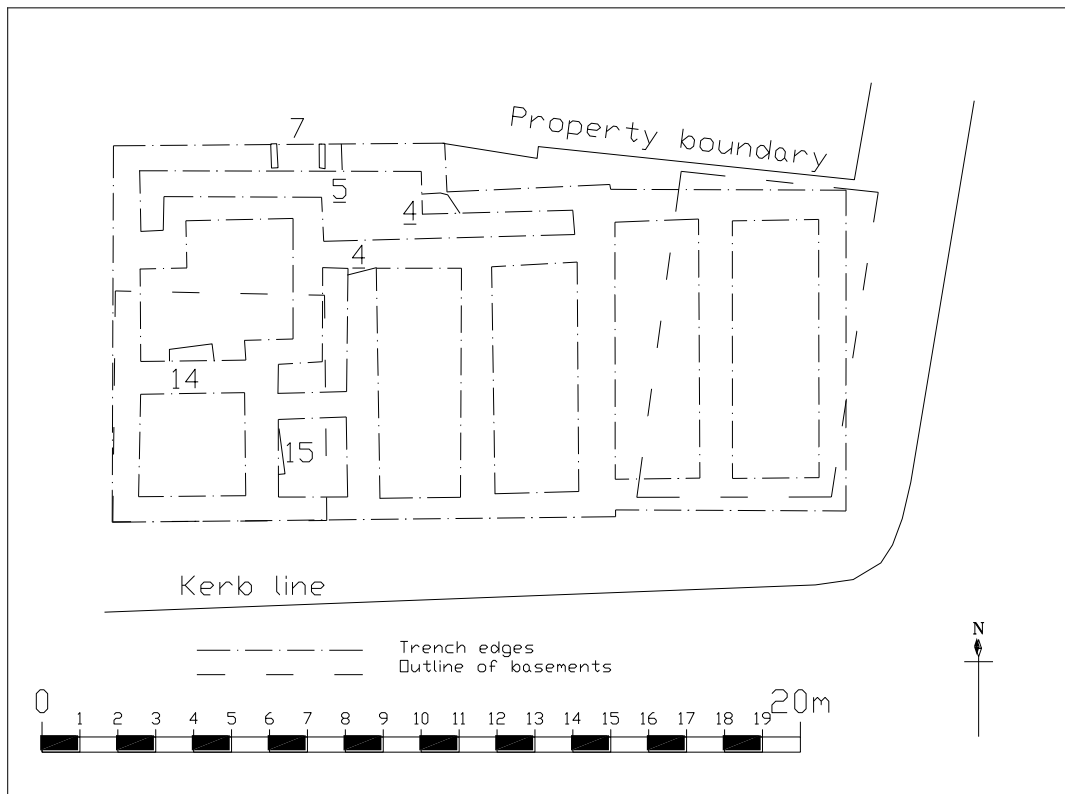 Property boundary
7
5
4
4
14
15
Kerb line
Trench edges
Outline of basements
N
0 20m
1 2 3 4 5 6 7 8 9 10 11 12 13 14 15 16 17 18 19